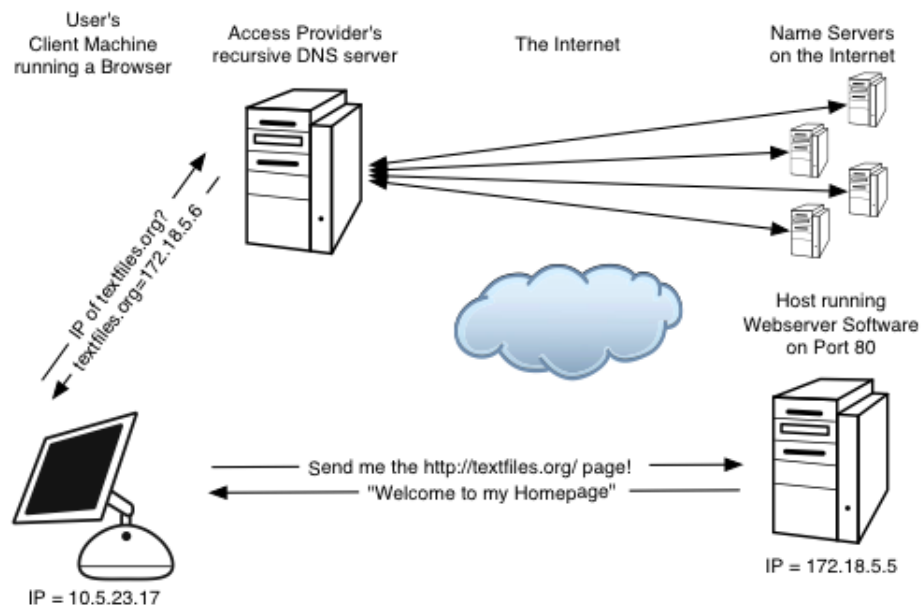 User's
Client Machine
running a Browser
Access Provider's
recursive DNS server
The Internet
Name Servers
on the Internet
IP of textfiles.org?
textfiles.org=172.18.5.6
Host running
Webserver Software
on Port 80
Send me the http://textfiles.org/ page!
"Welcome to my Homepage"
IP = 172.18.5.5
IP = 10.5.23.17